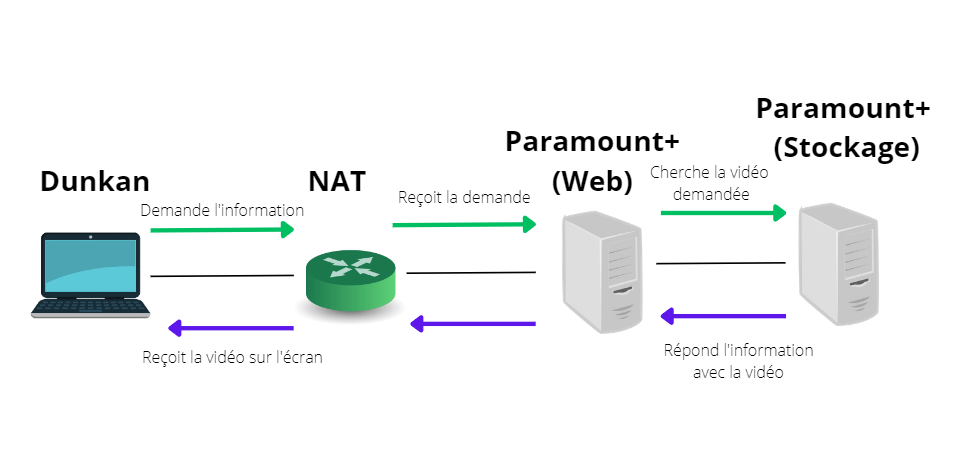 Dunkan
Demande l'information
NAT
Reçoit la demande
Paramount+
(Web)
Cherche la vidéo
demandée
Paramount+
(Stockage)
Reçoit la vidéo sur l'écran
Répond l'information
avec la vidéo